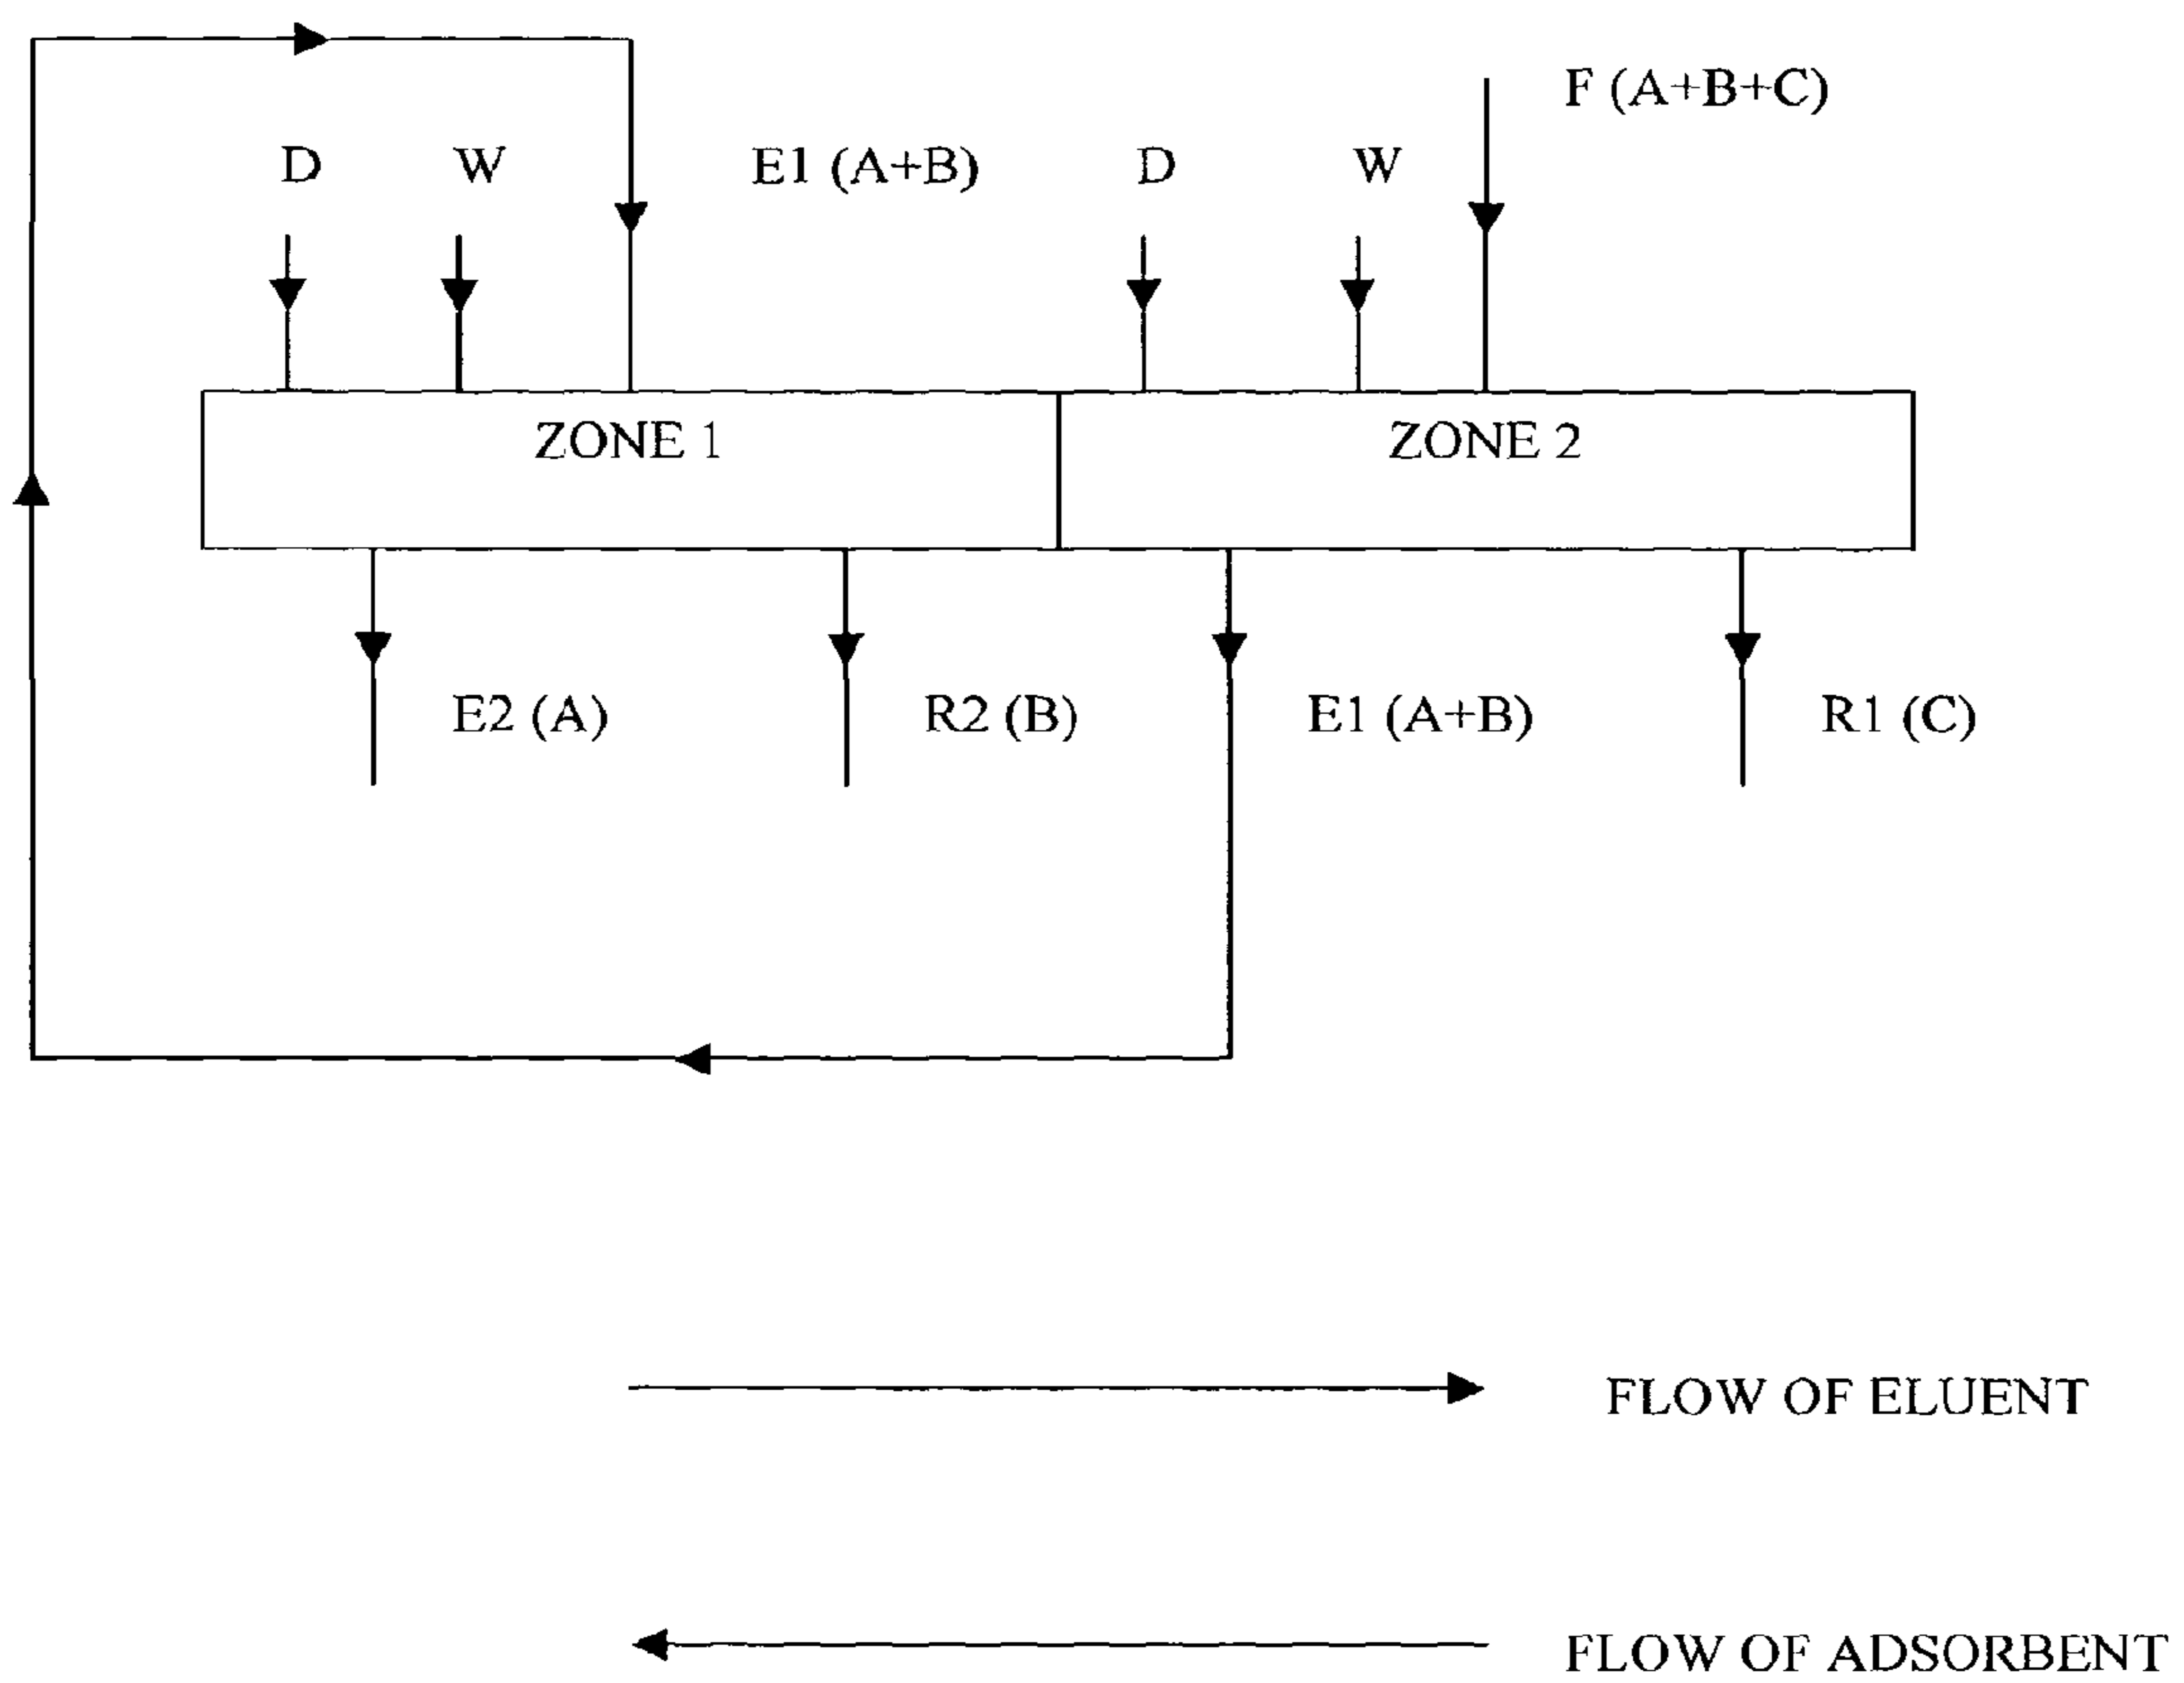 F (A+B+C)
D
W
E1 (A+B)
D
W
ZONE 1
ZONE 2
E2 (A)
R2 (B)
E1 (A+B)
R1 (C)
FLOW OF ELUENT
FLOW OF ADSORBENT